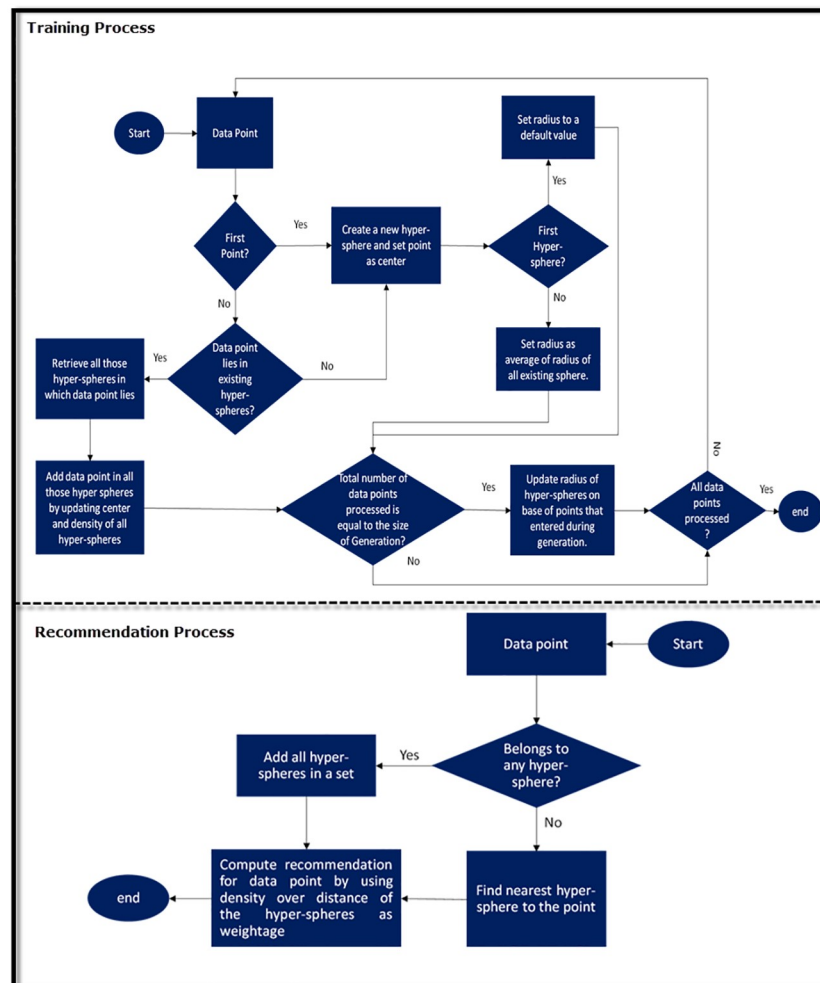 Training Process
Start
Data Point
Set radius to a
default value
Yes
First
Point?
Yes
Create a new hyper-
sphere and set point
as center
First
Hyper-
sphere?
No
No
Retrieve all those
hyper-spheres in
which data point lies
Yes
Data point
lies in
existing
hyper-
spheres?
No
Set radius as
average of radius of
all existing sphere.
Add data point in all
those hyper spheres
by updating center
and density of all
hyper-spheres
Total number of
data points
processed is
equal to the size
of Generation?
Yes
No
Update radius of
hyper-spheres on
base of points that
entered during
generation.
No
All data
points
processed
?
Yes
end
Recommendation Process
Data point
Start
Belongs to
any hyper-
sphere?
Yes
Add all hyper-
spheres in a set
No
Compute recommendation
for data point by using
density over distance of
the hyper-spheres as
weightage
Find nearest hyper-
sphere to the point
end